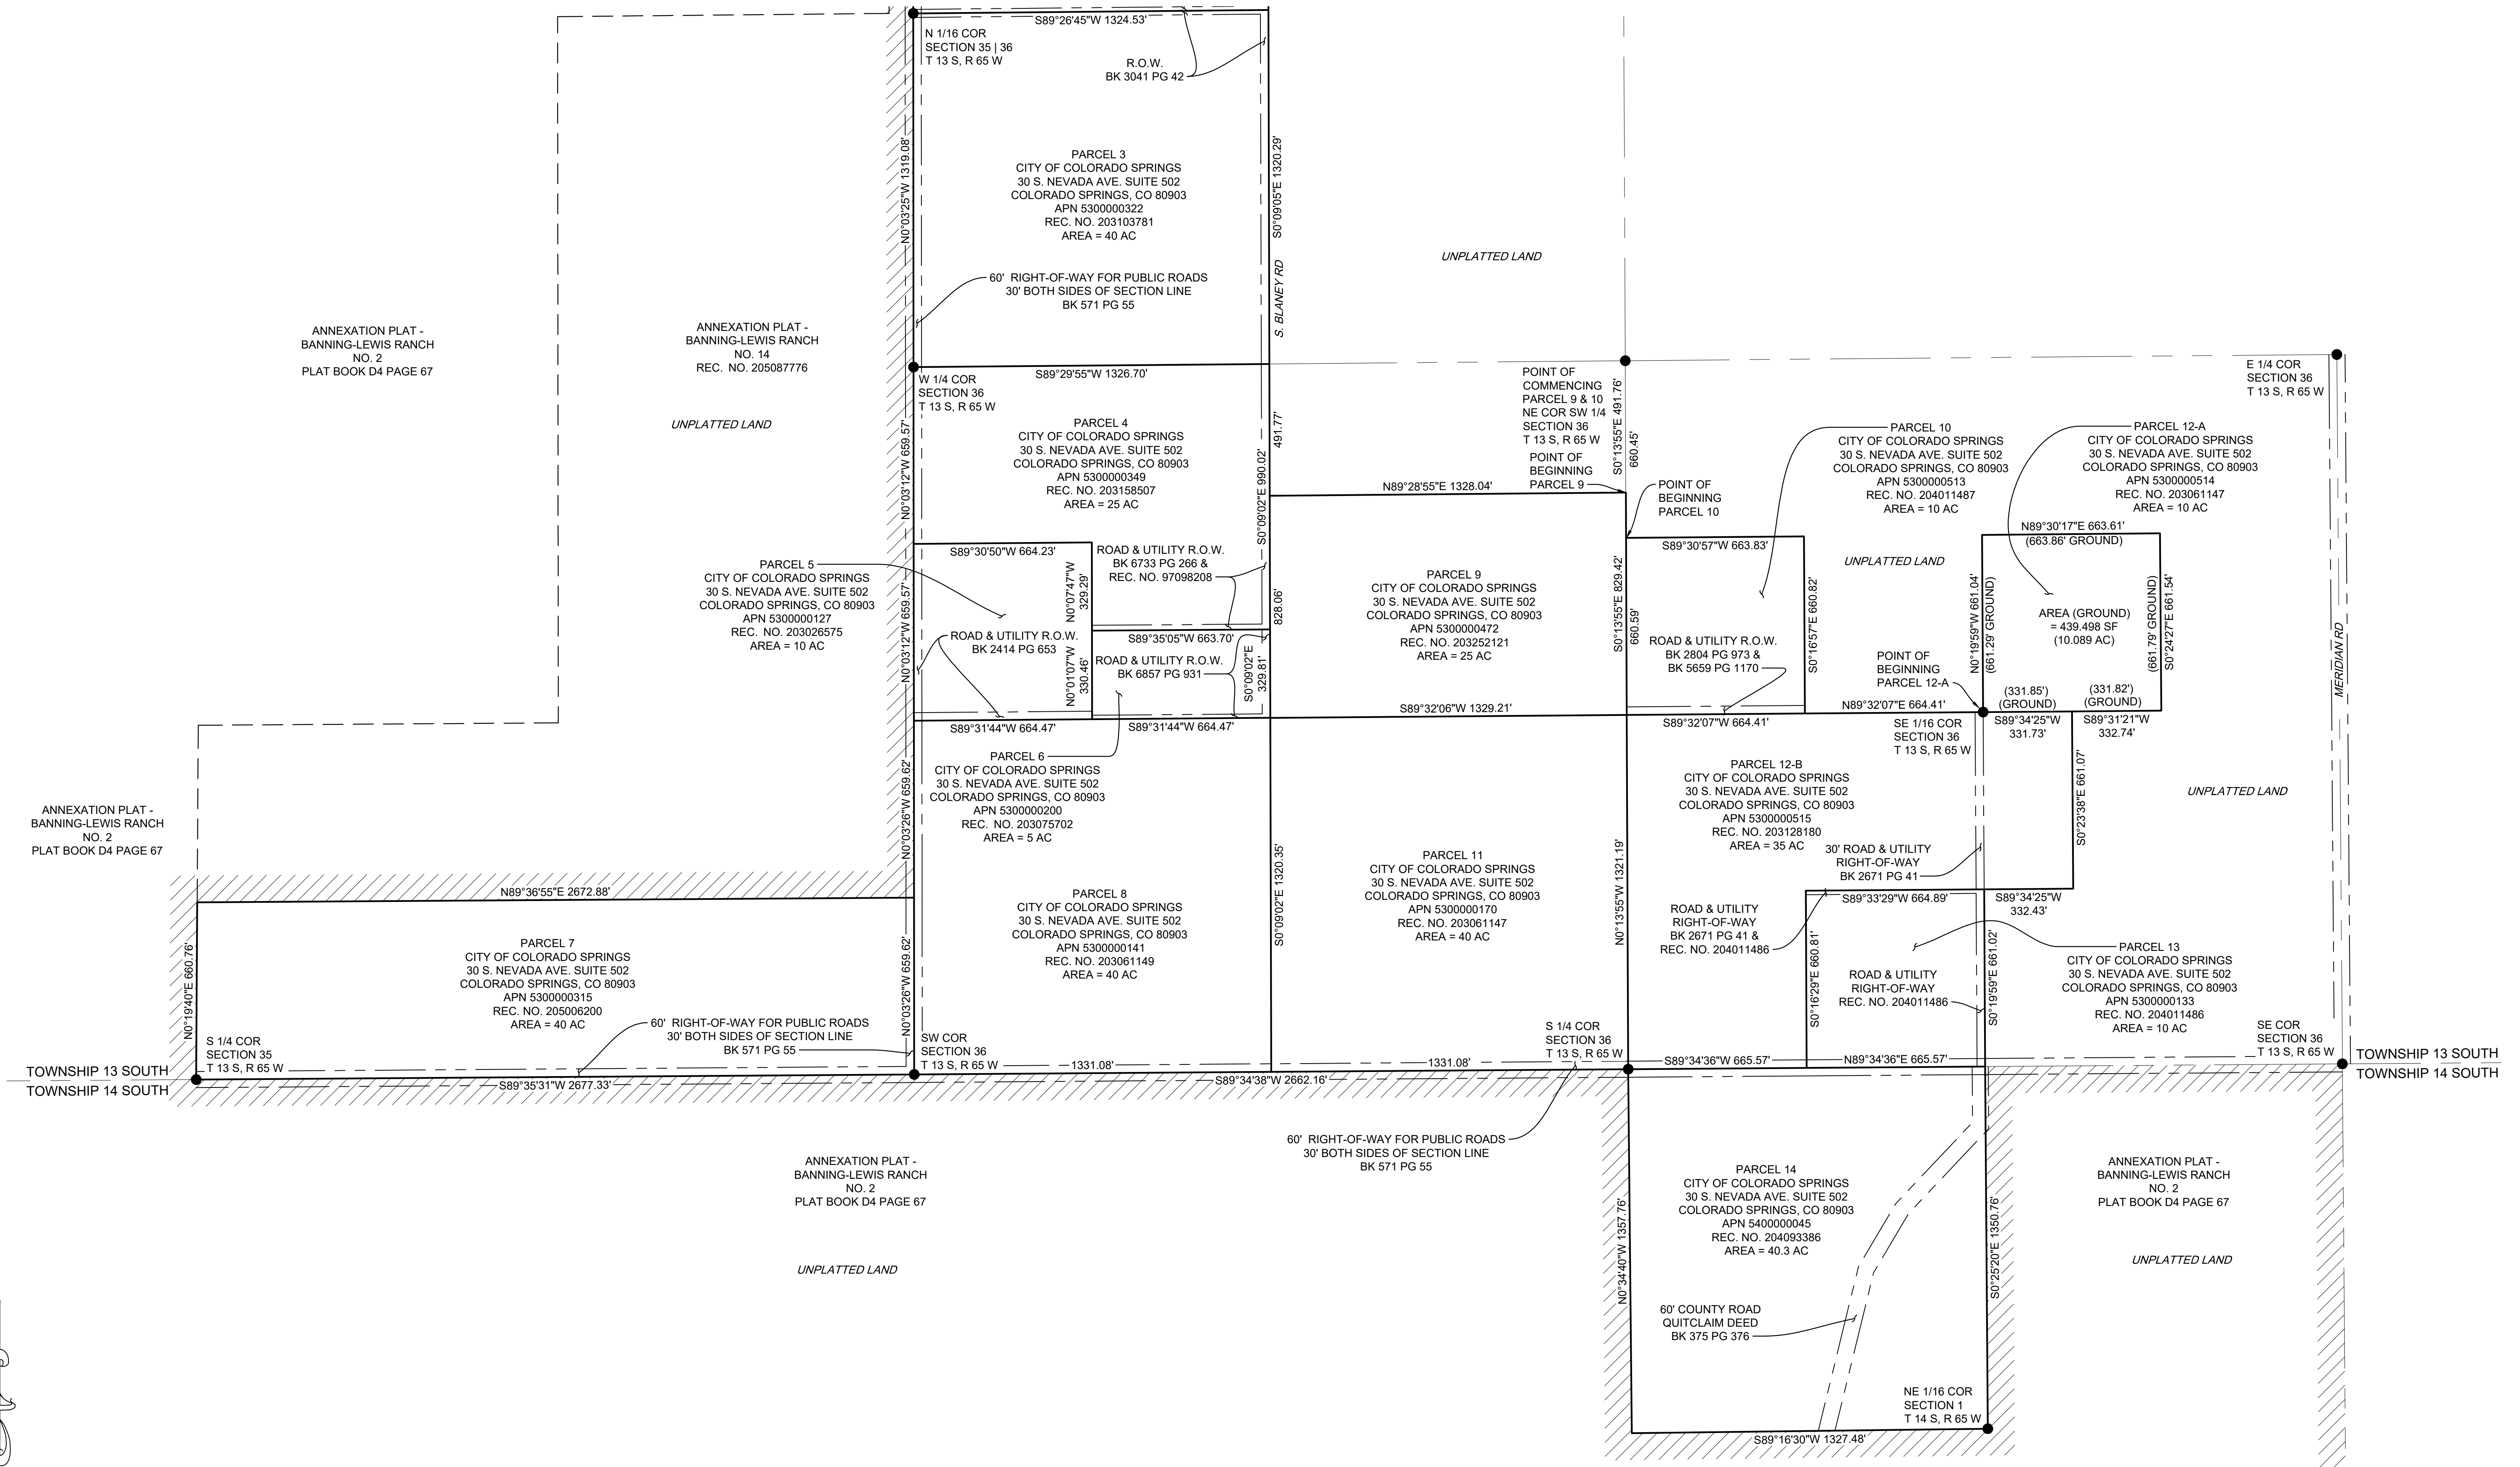 S89°26'45"W 1324.53'
N 1/16 COR
SECTION 35 | 36
T 13 S, R 65 W
R.O.W.
BK 3041 PG 42
N0°03'25"W 1319.08'
S0°09'05"E 1320.29'
PARCEL 3
CITY OF COLORADO SPRINGS
30 S. NEVADA AVE. SUITE 502
COLORADO SPRINGS, CO 80903
APN 5300000322
REC. NO. 203103781
AREA = 40 AC
60' RIGHT-OF-WAY FOR PUBLIC ROADS
30' BOTH SIDES OF SECTION LINE
BK 571 PG 55
S. BLANEY RD
UNPLATTED LAND
ANNEXATION PLAT -
BANNING-LEWIS RANCH
NO. 2
PLAT BOOK D4 PAGE 67
ANNEXATION PLAT -
BANNING-LEWIS RANCH
NO. 14
REC. NO. 205087776
UNPLATTED LAND
S89°29'55"W 1326.70'
W 1/4 COR
SECTION 36
T 13 S, R 65 W
N0°03'12"W 659.57'
PARCEL 4
CITY OF COLORADO SPRINGS
30 S. NEVADA AVE. SUITE 502
COLORADO SPRINGS, CO 80903
APN 5300000349
REC. NO. 203158507
AREA = 25 AC
491.77'
S0°09'02"E 990.02'
POINT OF
COMMENCING
PARCEL 9 & 10
NE COR SW 1/4
SECTION 36
T 13 S, R 65 W
POINT OF
BEGINNING
PARCEL 9
S0°13'55"E 491.76'
660.45'
N89°28'55"E 1328.04'
POINT OF
BEGINNING
PARCEL 10
PARCEL 10
CITY OF COLORADO SPRINGS
30 S. NEVADA AVE. SUITE 502
COLORADO SPRINGS, CO 80903
APN 5300000513
REC. NO. 204011487
AREA = 10 AC
PARCEL 12-A
CITY OF COLORADO SPRINGS
30 S. NEVADA AVE. SUITE 502
COLORADO SPRINGS, CO 80903
APN 5300000514
REC. NO. 203061147
AREA = 10 AC
E 1/4 COR
SECTION 36
T 13 S, R 65 W
N89°30'17"E 663.61'
(663.86' GROUND)
S89°30'50"W 664.23'
ROAD & UTILITY R.O.W.
BK 6733 PG 266 &
REC. NO. 97098208
S89°30'57"W 663.83'
UNPLATTED LAND
PARCEL 5
CITY OF COLORADO SPRINGS
30 S. NEVADA AVE. SUITE 502
COLORADO SPRINGS, CO 80903
APN 5300000127
REC. NO. 203026575
AREA = 10 AC
N0°03'12"W 659.57'
N0°07'47"W
329.29'
828.06'
PARCEL 9
CITY OF COLORADO SPRINGS
30 S. NEVADA AVE. SUITE 502
COLORADO SPRINGS, CO 80903
APN 5300000472
REC. NO. 203252121
AREA = 25 AC
S0°13'55"E 829.42'
660.59'
S0°16'57"E 660.82'
N0°19'59"W 661.04'
(661.29' GROUND)
AREA (GROUND)
= 439.498 SF
(10.089 AC)
(661.79' GROUND)
S0°24'27"E 661.54'
MERIDIAN RD
ROAD & UTILITY R.O.W.
BK 2414 PG 653
S89°35'05"W 663.70'
ROAD & UTILITY R.O.W.
BK 6857 PG 931
N0°01'07"W
330.46'
S0°09'02"E
329.81'
ROAD & UTILITY R.O.W.
BK 2804 PG 973 &
BK 5659 PG 1170
POINT OF
BEGINNING
PARCEL 12-A
S89°31'44"W 664.47'
S89°31'44"W 664.47'
S89°32'06"W 1329.21'
S89°32'07"W 664.41'
N89°32'07"E 664.41'
(331.85')
(GROUND)
S89°34'25"W
331.73'
(331.82')
(GROUND)
S89°31'21"W
332.74'
SE 1/16 COR
SECTION 36
T 13 S, R 65 W
PARCEL 6
CITY OF COLORADO SPRINGS
30 S. NEVADA AVE. SUITE 502
COLORADO SPRINGS, CO 80903
APN 5300000200
REC. NO. 203075702
AREA = 5 AC
N0°03'26"W 659.62'
PARCEL 12-B
CITY OF COLORADO SPRINGS
30 S. NEVADA AVE. SUITE 502
COLORADO SPRINGS, CO 80903
APN 5300000515
REC. NO. 203128180
AREA = 35 AC
S0°23'38"E 661.07'
UNPLATTED LAND
ANNEXATION PLAT -
BANNING-LEWIS RANCH
NO. 2
PLAT BOOK D4 PAGE 67
30' ROAD & UTILITY
RIGHT-OF-WAY
BK 2671 PG 41
N89°36'55"E 2672.88'
PARCEL 8
CITY OF COLORADO SPRINGS
30 S. NEVADA AVE. SUITE 502
COLORADO SPRINGS, CO 80903
APN 5300000141
REC. NO. 203061149
AREA = 40 AC
S0°09'02"E 1320.35'
PARCEL 11
CITY OF COLORADO SPRINGS
30 S. NEVADA AVE. SUITE 502
COLORADO SPRINGS, CO 80903
APN 5300000170
REC. NO. 203061147
AREA = 40 AC
N0°13'55"W 1321.19'
S89°33'29"W 664.89'
S89°34'25"W
332.43'
ROAD & UTILITY
RIGHT-OF-WAY
BK 2671 PG 41 &
REC. NO. 204011486
N0°19'40"E 660.76'
PARCEL 7
CITY OF COLORADO SPRINGS
30 S. NEVADA AVE. SUITE 502
COLORADO SPRINGS, CO 80903
APN 5300000315
REC. NO. 205006200
AREA = 40 AC
N0°03'26"W 659.62'
S0°16'29"E 660.81'
ROAD & UTILITY
RIGHT-OF-WAY
REC. NO. 204011486
S0°19'59"E 661.02'
PARCEL 13
CITY OF COLORADO SPRINGS
30 S. NEVADA AVE. SUITE 502
COLORADO SPRINGS, CO 80903
APN 5300000133
REC. NO. 204011486
AREA = 10 AC
S 1/4 COR
SECTION 35
T 13 S, R 65 W
60' RIGHT-OF-WAY FOR PUBLIC ROADS
30' BOTH SIDES OF SECTION LINE
BK 571 PG 55
SW COR
SECTION 36
T 13 S, R 65 W
S 1/4 COR
SECTION 36
T 13 S, R 65 W
SE COR
SECTION 36
T 13 S, R 65 W
TOWNSHIP 13 SOUTH
TOWNSHIP 14 SOUTH
S89°35'31"W 2677.33'
1331.08'
S89°34'38"W 2662.16'
1331.08'
S89°34'36"W 665.57'
N89°34'36"E 665.57'
TOWNSHIP 13 SOUTH
TOWNSHIP 14 SOUTH
60' RIGHT-OF-WAY FOR PUBLIC ROADS
30' BOTH SIDES OF SECTION LINE
BK 571 PG 55
ANNEXATION PLAT -
BANNING-LEWIS RANCH
NO. 2
PLAT BOOK D4 PAGE 67
UNPLATTED LAND
N0°34'40"W 1357.76'
PARCEL 14
CITY OF COLORADO SPRINGS
30 S. NEVADA AVE. SUITE 502
COLORADO SPRINGS, CO 80903
APN 5400000045
REC. NO. 204093386
AREA = 40.3 AC
S0°25'20"E 1350.76'
ANNEXATION PLAT -
BANNING-LEWIS RANCH
NO. 2
PLAT BOOK D4 PAGE 67
UNPLATTED LAND
60' COUNTY ROAD
QUITCLAIM DEED
BK 375 PG 376
NE 1/16 COR
SECTION 1
T 14 S, R 65 W
S89°16'30"W 1327.48'